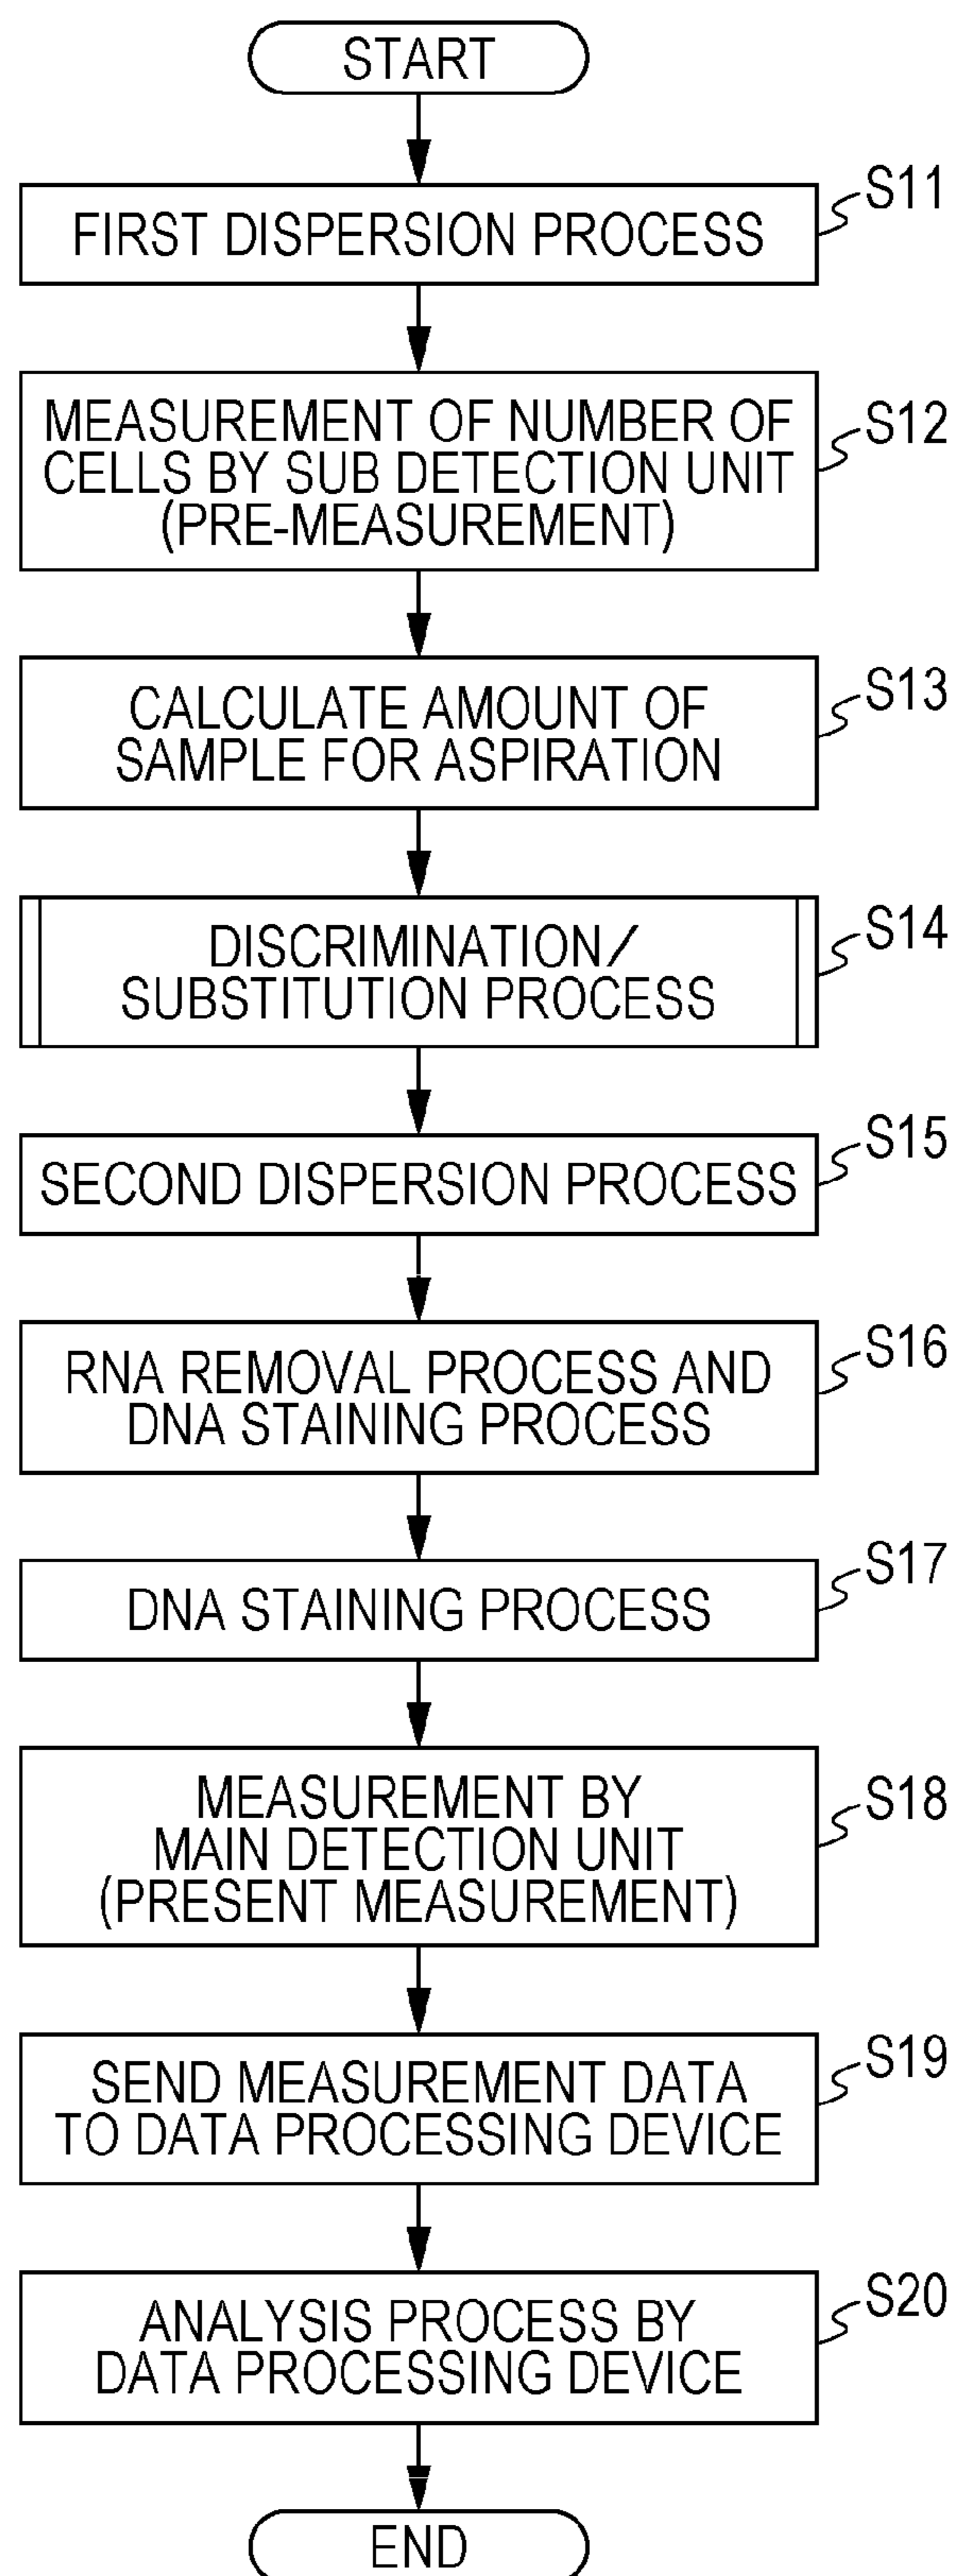 START
FIRST DISPERSION PROCESS
S11
MEASUREMENT OF NUMBER OF
CELLS BY SUB DETECTION UNIT
(PRE-MEASUREMENT)
S12
CALCULATE AMOUNT OF
SAMPLE FOR ASPIRATION
S13
DISCRIMINATION/
SUBSTITUTION PROCESS
S14
SECOND DISPERSION PROCESS
S15
RNA REMOVAL PROCESS AND
DNA STAINING PROCESS
S16
DNA STAINING PROCESS
S17
MEASUREMENT BY
MAIN DETECTION UNIT
(PRESENT MEASUREMENT)
S18
SEND MEASUREMENT DATA
TO DATA PROCESSING DEVICE
S19
ANALYSIS PROCESS BY
DATA PROCESSING DEVICE
S20
END